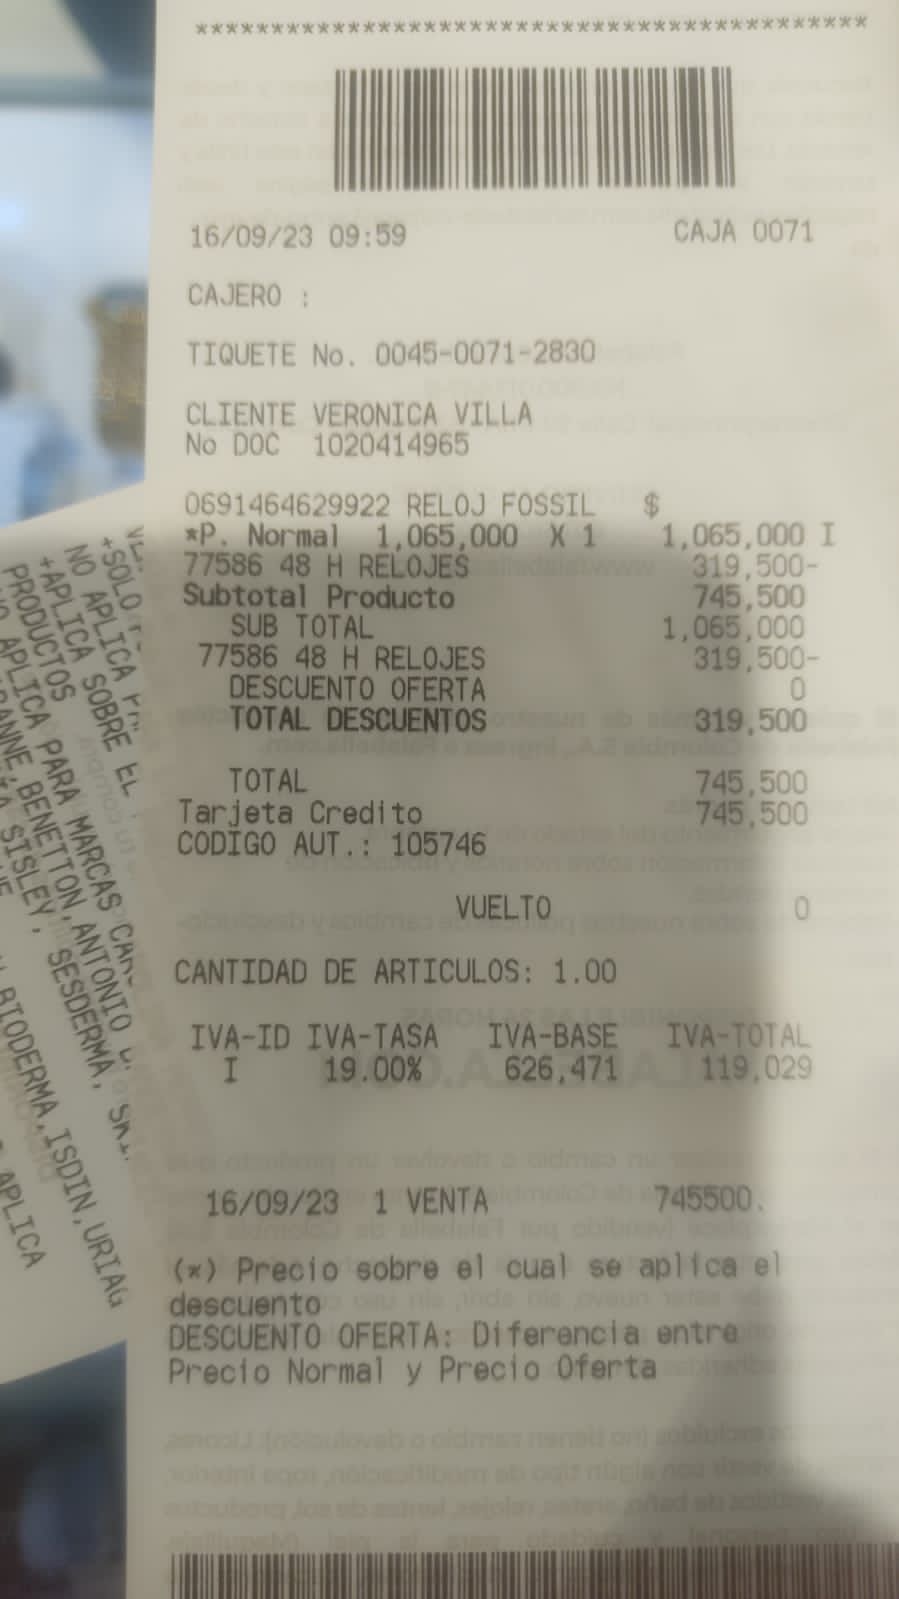 ********************************************
16/09/23 09:59 CAJA 0071
CAJERO :
TIQUETE No. 0045-0071-2830
CLIENTE VERONICA VILLA
No DOC 1020414965
0691464629922 RELOJ FOSSIL $
*P. Normal 1,065,000 X 1 1,065,000 I
77586 48 H RELOJES 319,500-
Subtotal Producto 745,500
SUB TOTAL 1,065,000
77586 48 H RELOJES 319,500-
DESCUENTO OFERTA 0
TOTAL DESCUENTOS 319,500
TOTAL 745,500
Tarjeta Credito 745,500
CODIGO AUT.: 105746
VUELTO 0
CANTIDAD DE ARTICULOS: 1.00
IVA-ID IVA-TASA IVA-BASE IVA-TOTAL
I 19.00% 626,471 119,029
16/09/23 1 VENTA 745500.
(*) Precio sobre el cual se aplica el
descuento
DESCUENTO OFERTA: Diferencia entre
Precio Normal y Precio Oferta
+SOLO
NO APLICA
+APLICA SOBRE EL
PRODUCTOS
APLICA PARA MARCAS
BENETTON, ANTONIO
SISLEY, SESDERMA,
BIODERMA, ISDIN, URIAG
APLICA